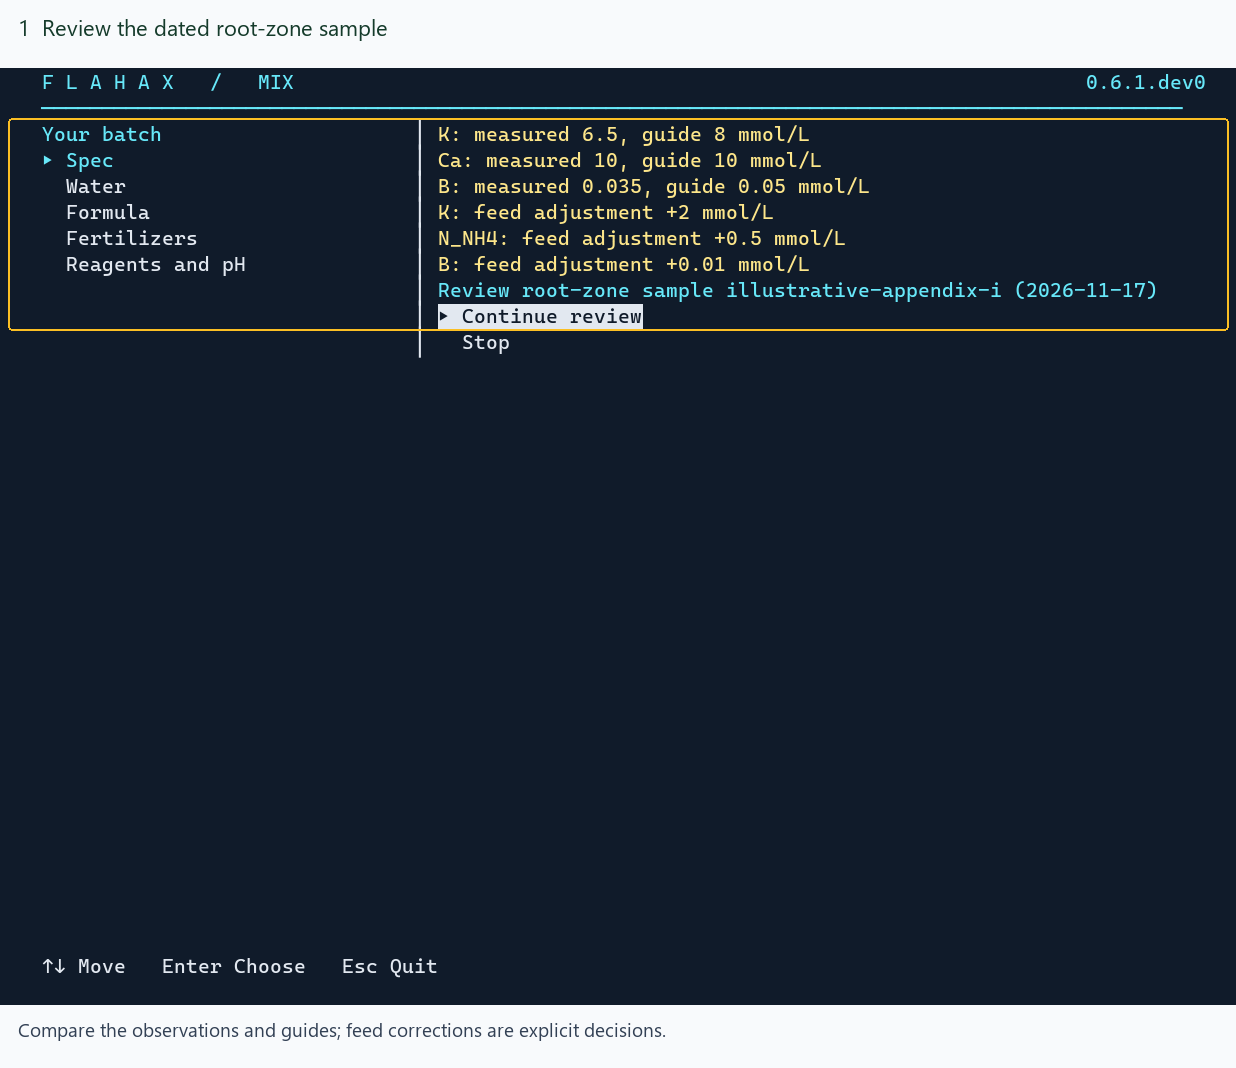 1 Review the dated root-zone sample
F L A H A X / MIX 0.6.1.dev0
Your batch
▸ Spec
Water
Formula
Fertilizers
Reagents and pH
K: measured 6.5, guide 8 mmol/L
Ca: measured 10, guide 10 mmol/L
B: measured 0.035, guide 0.05 mmol/L
K: feed adjustment +2 mmol/L
N_NH4: feed adjustment +0.5 mmol/L
B: feed adjustment +0.01 mmol/L
Review root-zone sample illustrative-appendix-i (2026-11-17)
▸ Continue review
Stop
↑↓ Move Enter Choose Esc Quit
Compare the observations and guides; feed corrections are explicit decisions.